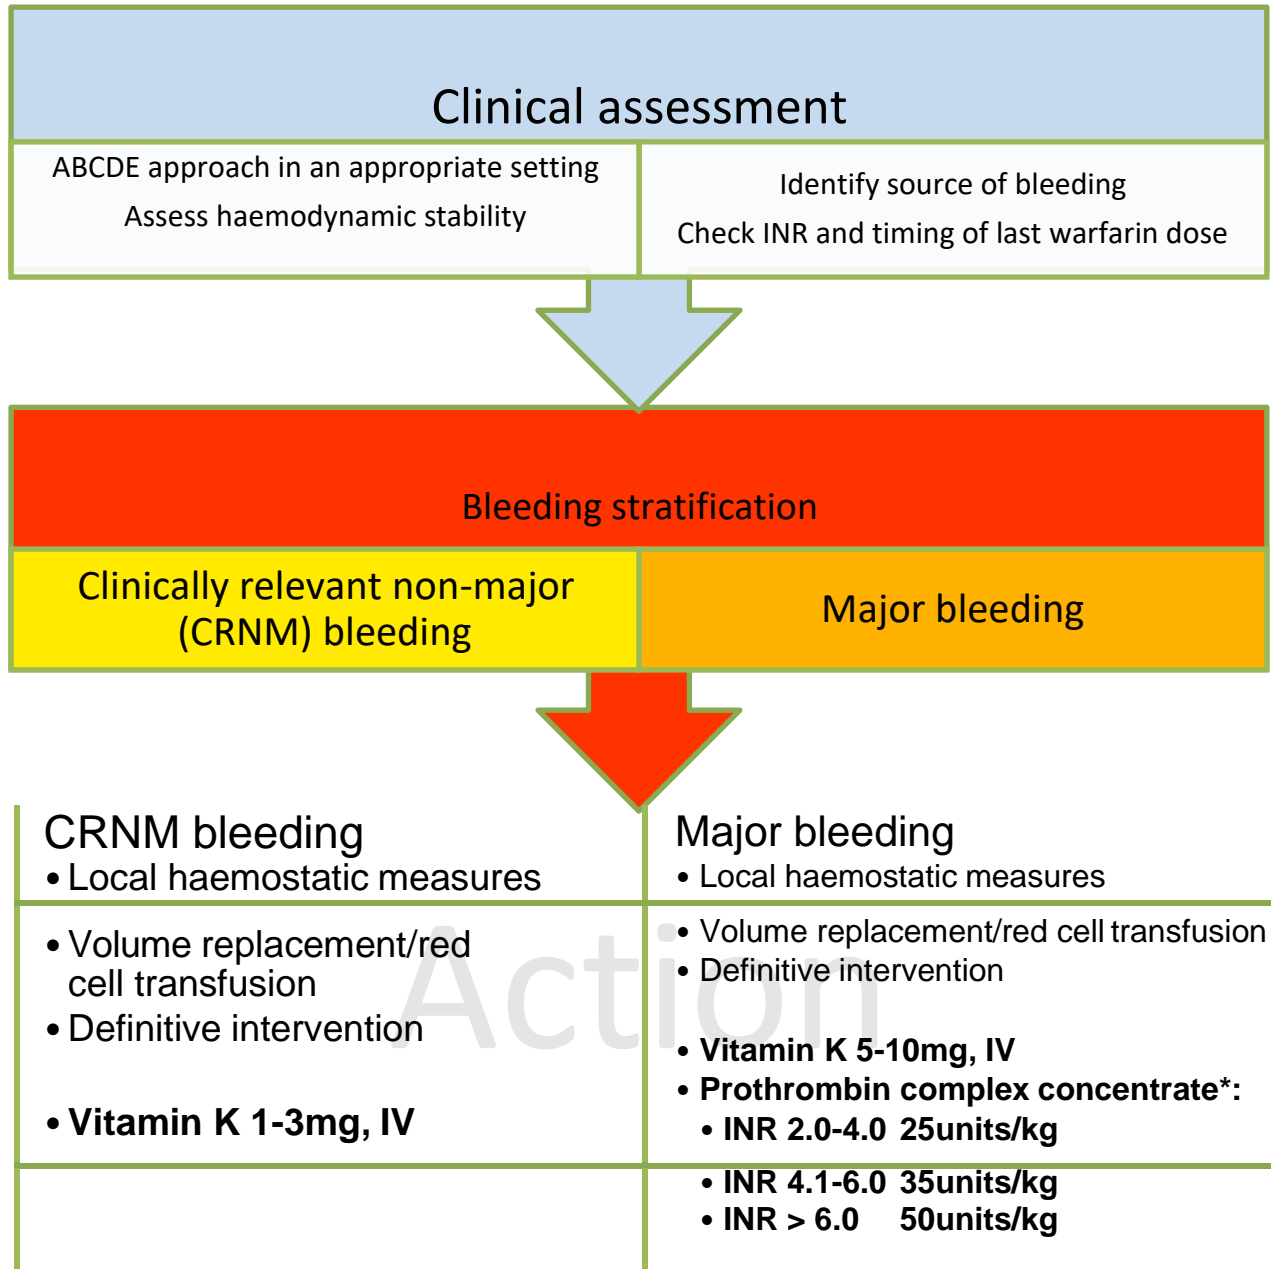 Clinical assessment
ABCDE approach in an appropriate setting
Assess haemodynamic stability
Identify source of bleeding
Check INR and timing of last warfarin dose
Bleeding stratification
Clinically relevant non-major
(CRNM) bleeding
Major bleeding
Action
CRNM bleeding
• Local haemostatic measures
• Volume replacement/red
cell transfusion
• Definitive intervention
• Vitamin K 1-3mg, IV
Major bleeding
• Local haemostatic measures
• Volume replacement/red cell transfusion
• Definitive intervention
• Vitamin K 5-10mg, IV
• Prothrombin complex concentrate*:
• INR 2.0-4.0 25units/kg
• INR 4.1-6.0 35units/kg
• INR > 6.0 50units/kg